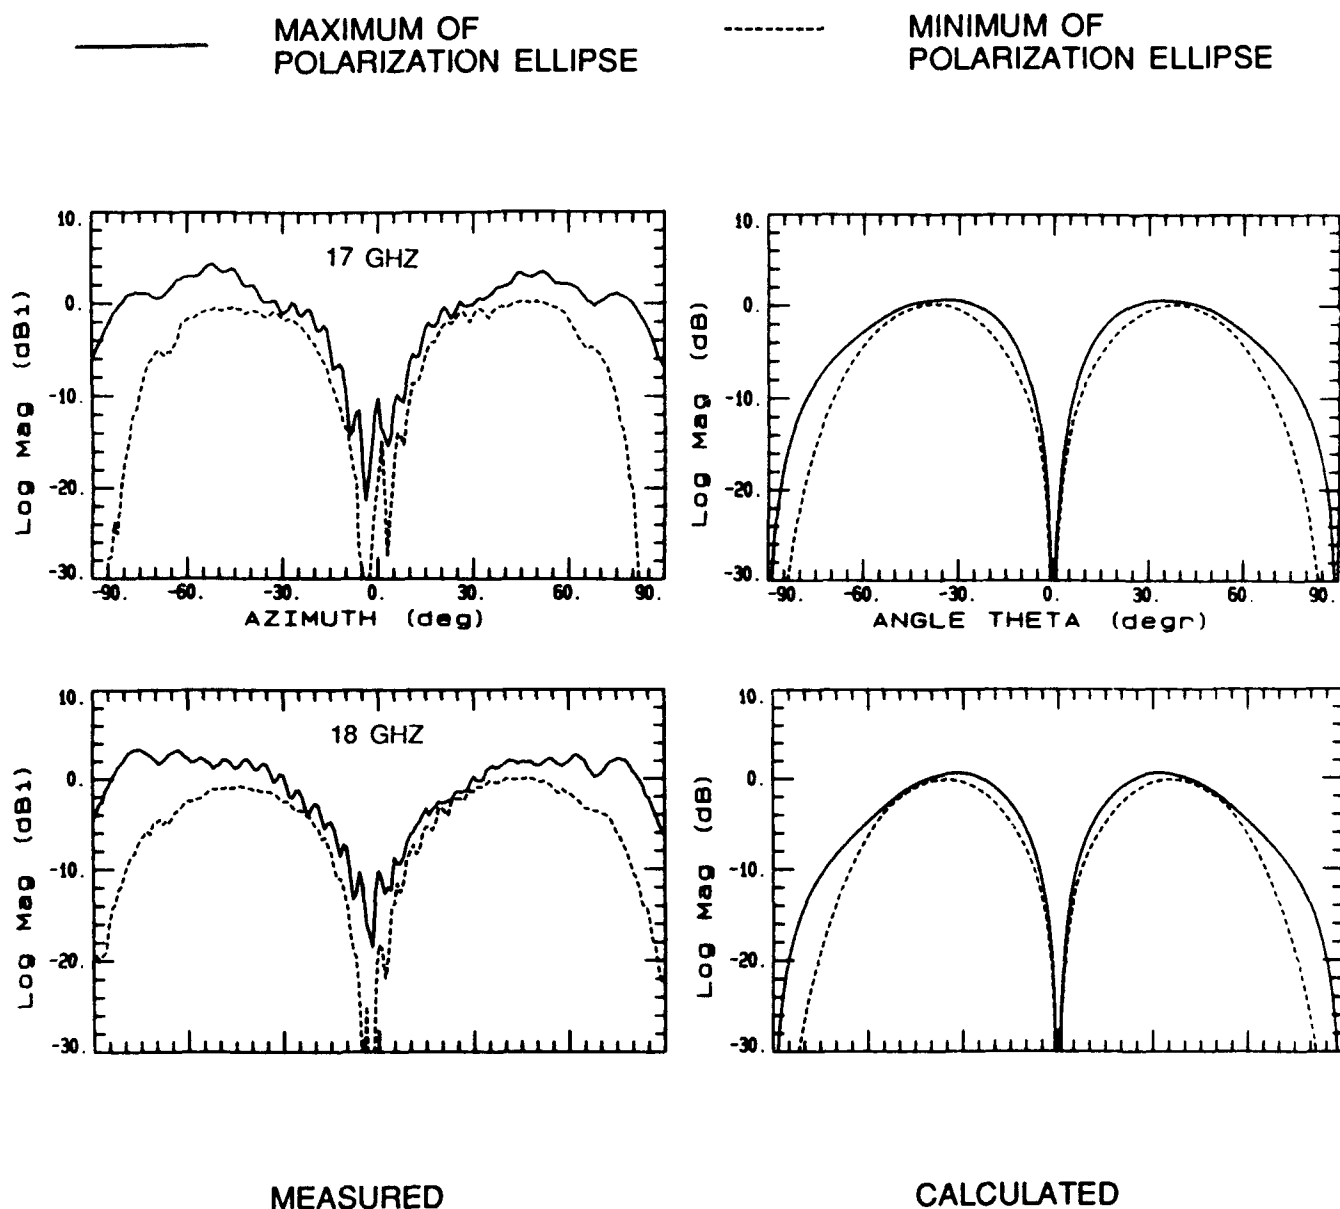 MAXIMUM OF
POLARIZATION ELLIPSE
MINIMUM OF
POLARIZATION ELLIPSE
10.
0.
-10.
-20.
-30.
Log Mag (dBi)
17 GHZ
-90. -60. -30. 0. 30. 60. 90.
AZIMUTH (deg)
10.
0.
-10.
-20.
-30.
Log Mag (dB)
-90. -60. -30. 0. 30. 60. 90.
ANGLE THETA (degr)
10.
0.
-10.
-20.
-30.
Log Mag (dBi)
18 GHZ
10.
0.
-10.
-20.
-30.
Log Mag (dB)
MEASURED
CALCULATED